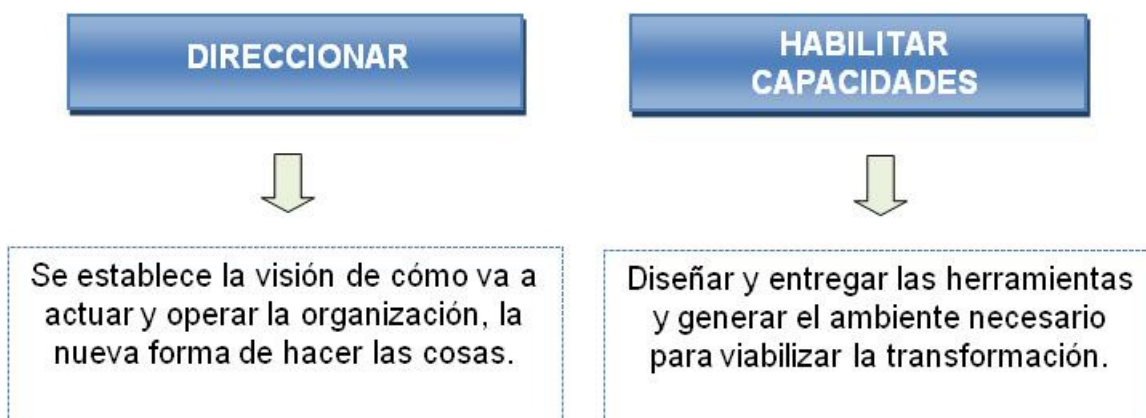 DIRECCIONAR
Se establece la visión de cómo va a
actuar y operar la organización, la
nueva forma de hacer las cosas.
HABILITAR
CAPACIDADES
Diseñar y entregar las herramientas
y generar el ambiente necesario
para viabilizar la transformación.